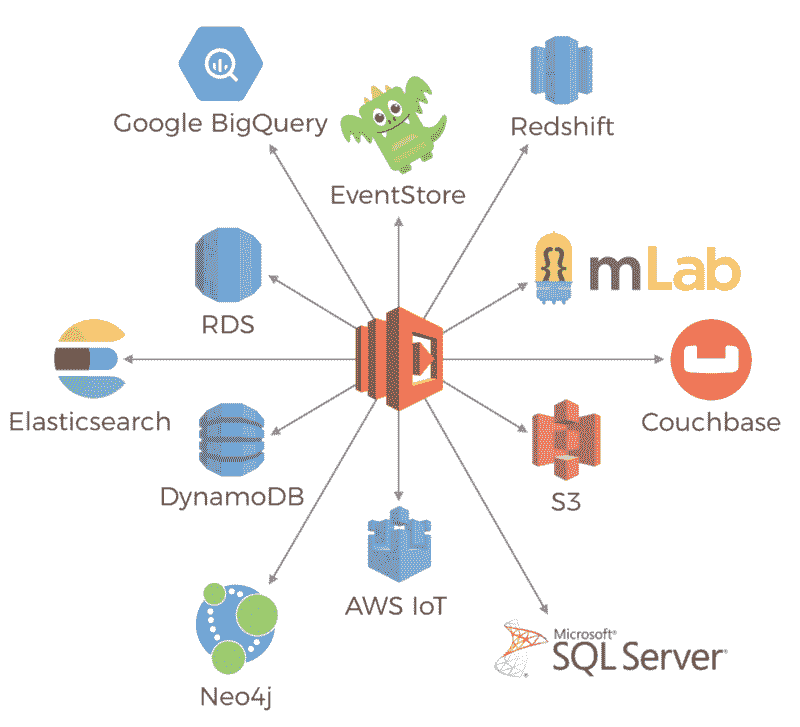 Google BigQuery
EventStore
Redshift
RDS
mLab
Elasticsearch
Couchbase
DynamoDB
S3
AWS IoT
Neo4j
Microsoft®
SQL Server®